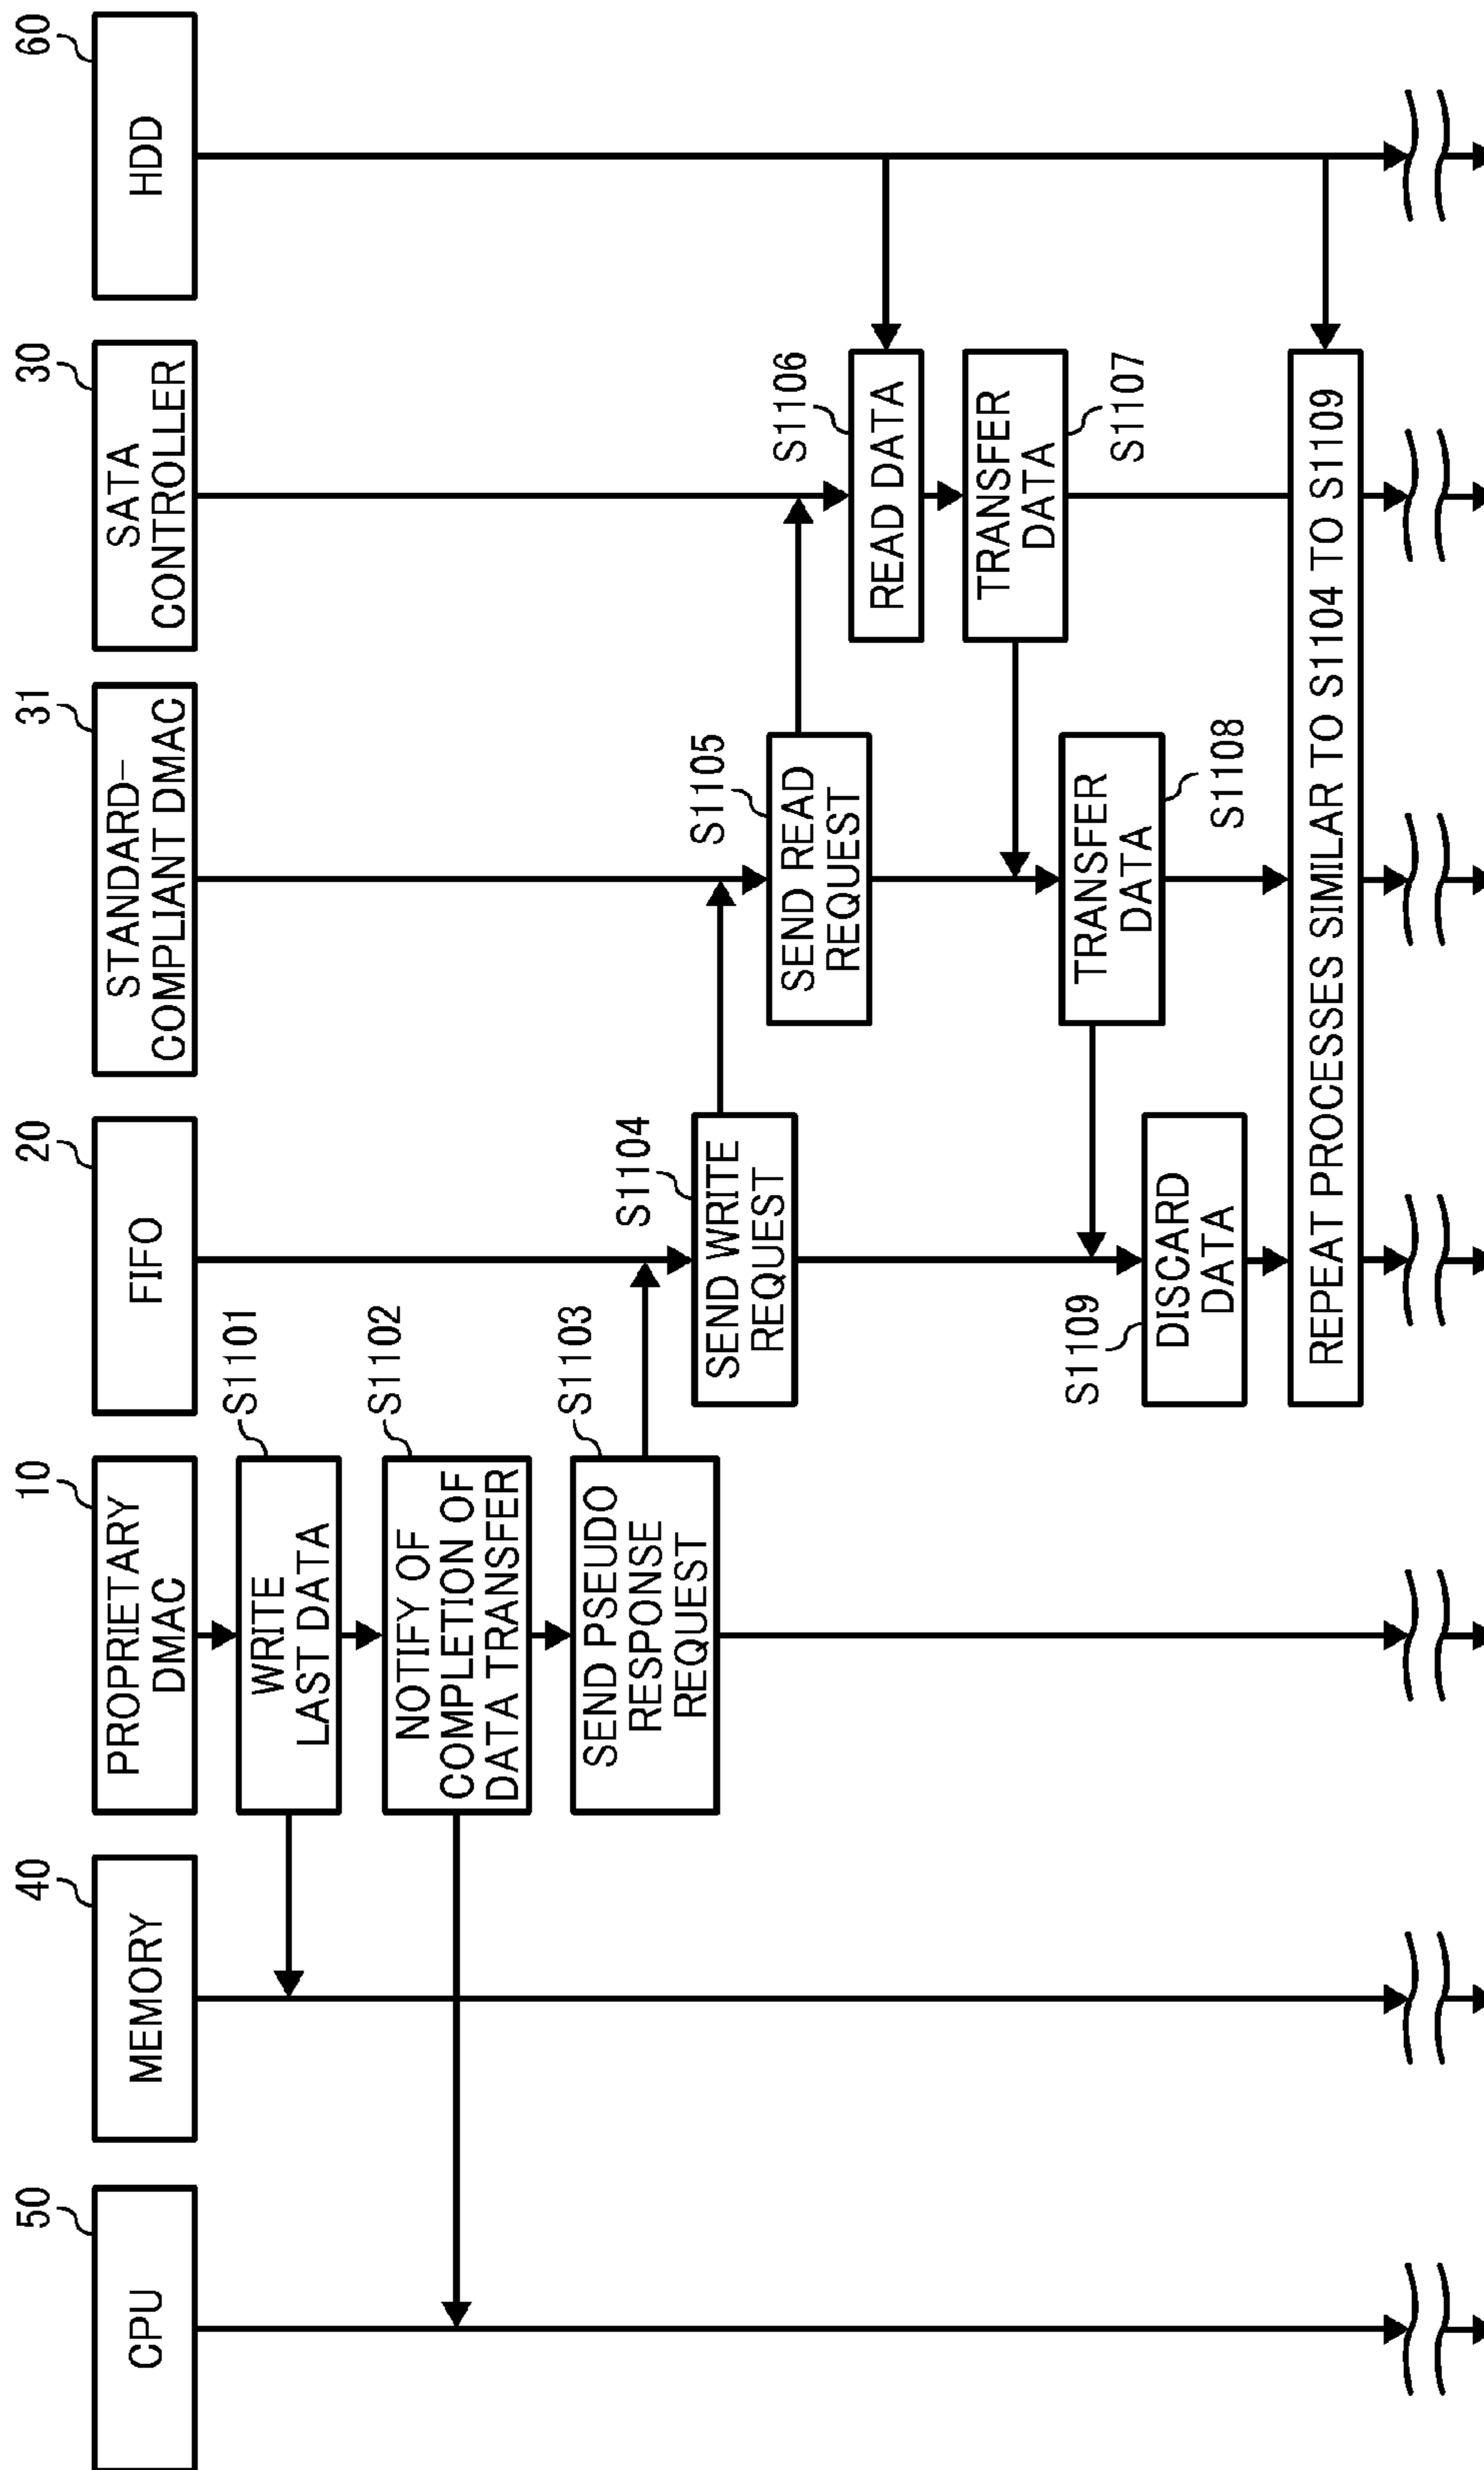 50
CPU
40
MEMORY
10
PROPRIETARY
DMAC
20
FIFO
31
STANDARD-
COMPLIANT DMAC
30
SATA
CONTROLLER
60
HDD
S1101
WRITE
LAST DATA
S1102
NOTIFY OF
COMPLETION OF
DATA TRANSFER
S1103
SEND PSEUDO
RESPONSE
REQUEST
S1104
SEND WRITE
REQUEST
S1105
SEND READ
REQUEST
S1106
READ DATA
TRANSFER
DATA
S1107
TRANSFER
DATA
S1108
S1109
DISCARD
DATA
REPEAT PROCESSES SIMILAR TO S1104 TO S1109